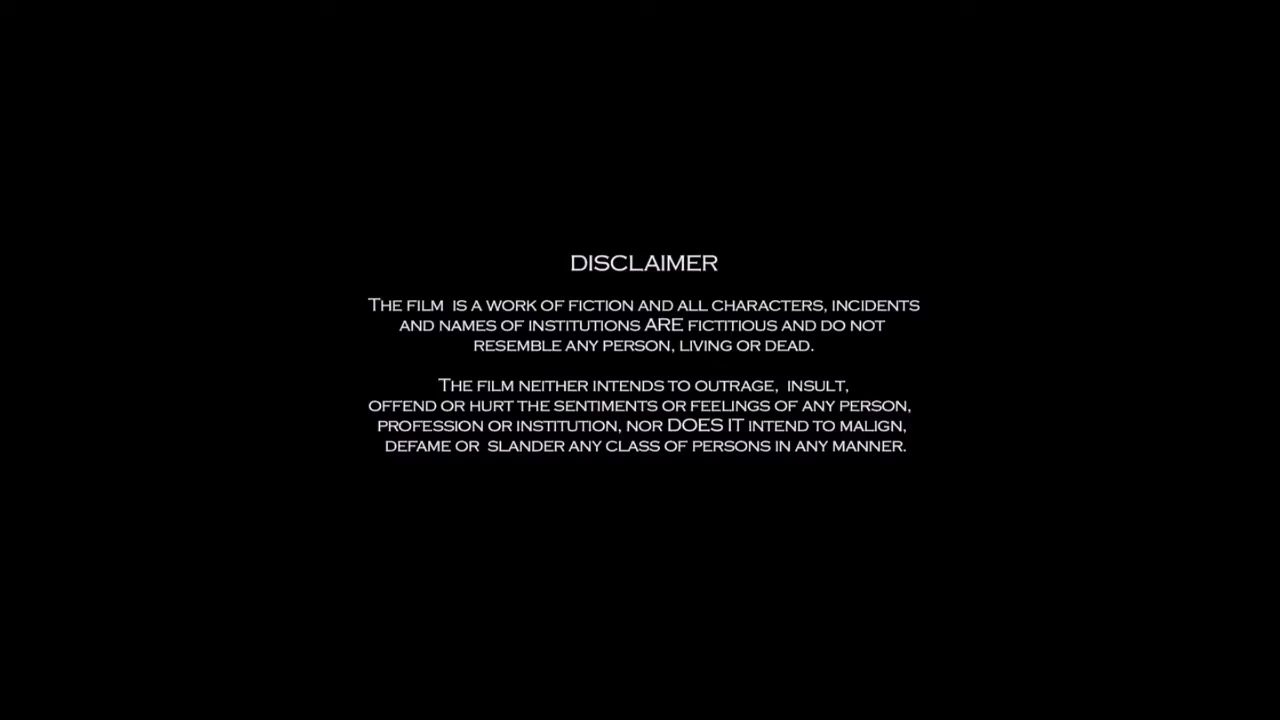 DISCLAIMER
THE FILM IS A WORK OF FICTION AND ALL CHARACTERS, INCIDENTS
AND NAMES OF INSTITUTIONS ARE FICTITIOUS AND DO NOT
RESEMBLE ANY PERSON, LIVING OR DEAD.
THE FILM NEITHER INTENDS TO OUTRAGE, INSULT,
OFFEND OR HURT THE SENTIMENTS OR FEELINGS OF ANY PERSON,
PROFESSION OR INSTITUTION, NOR DOES IT INTEND TO MALIGN,
DEFAME OR SLANDER ANY CLASS OF PERSONS IN ANY MANNER.